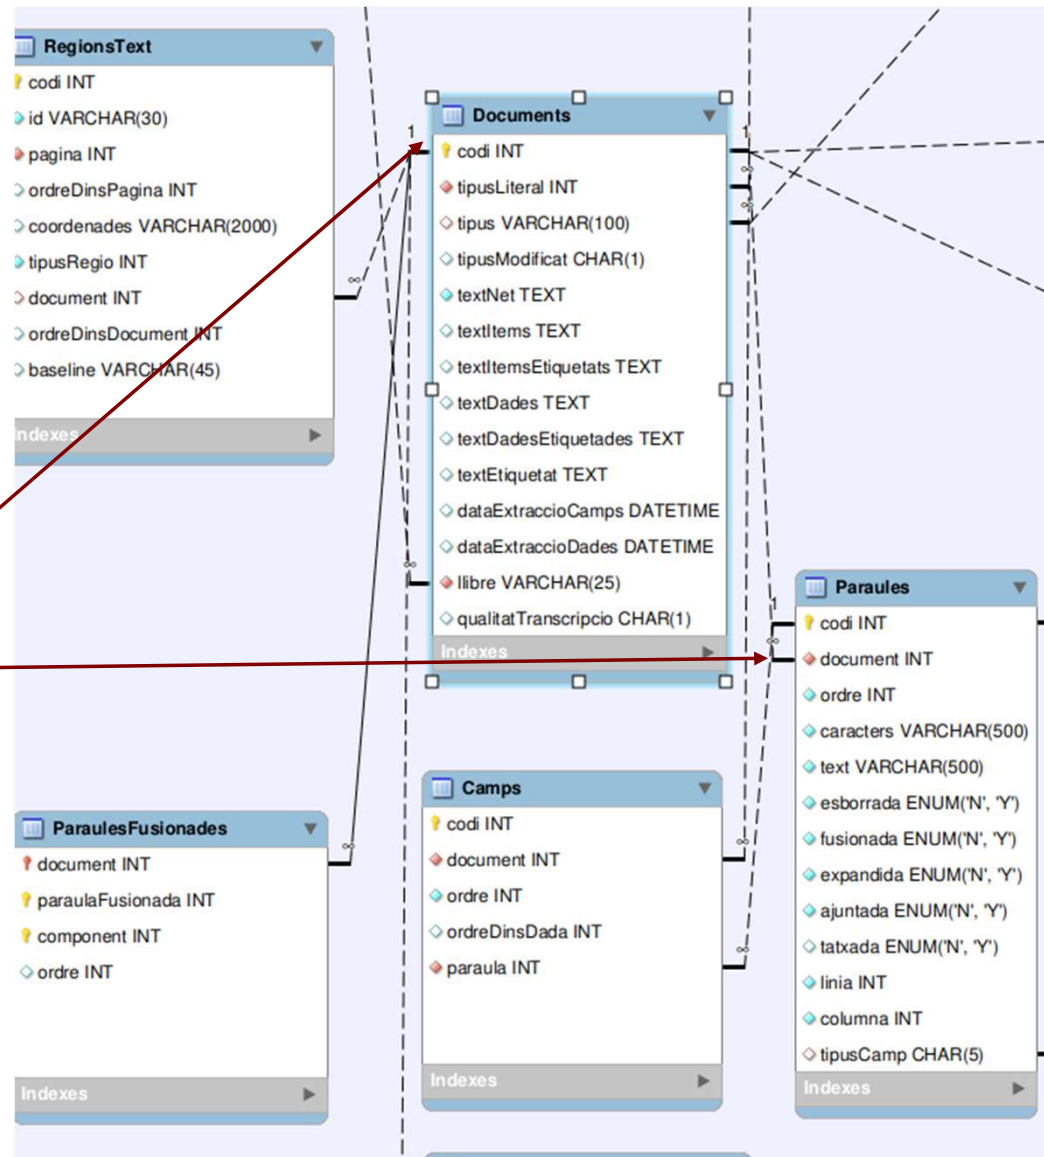 RegionsText
codi INT
id VARCHAR(30)
pagina INT
ordreDinsPagina INT
coordenades VARCHAR(2000)
tipusRegio INT
document INT
ordreDinsDocument INT
baseline VARCHAR(45)
Indexes
∞
1
Documents
codi INT
tipusLiteral INT
tipus VARCHAR(100)
tipusModificat CHAR(1)
textNet TEXT
textItems TEXT
textItemsEtiquetats TEXT
textDades TEXT
textDadesEtiquetades TEXT
textEtiquetat TEXT
dataExtraccioCamps DATETIME
dataExtraccioDades DATETIME
llibre VARCHAR(25)
qualitatTranscripcio CHAR(1)
Indexes
1
∞
∞
∞
ParaulesFusionades
document INT
paraulaFusionada INT
component INT
ordre INT
Indexes
∞
Camps
codi INT
document INT
ordre INT
ordreDinsDada INT
paraula INT
Indexes
∞
∞
Paraules
codi INT
document INT
ordre INT
caracters VARCHAR(500)
text VARCHAR(500)
esborrada ENUM('N', 'Y')
fusionada ENUM('N', 'Y')
expandida ENUM('N', 'Y')
ajuntada ENUM('N', 'Y')
tatxada ENUM('N', 'Y')
linia INT
columna INT
tipusCamp CHAR(5)
Indexes
1
∞